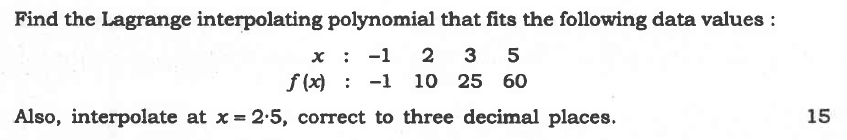 Find the Lagrange interpolating polynomial that fits the following data values :
x : -1 2 3 5
f(x) : -1 10 25 60
Also, interpolate at x = 2·5, correct to three decimal places. 15